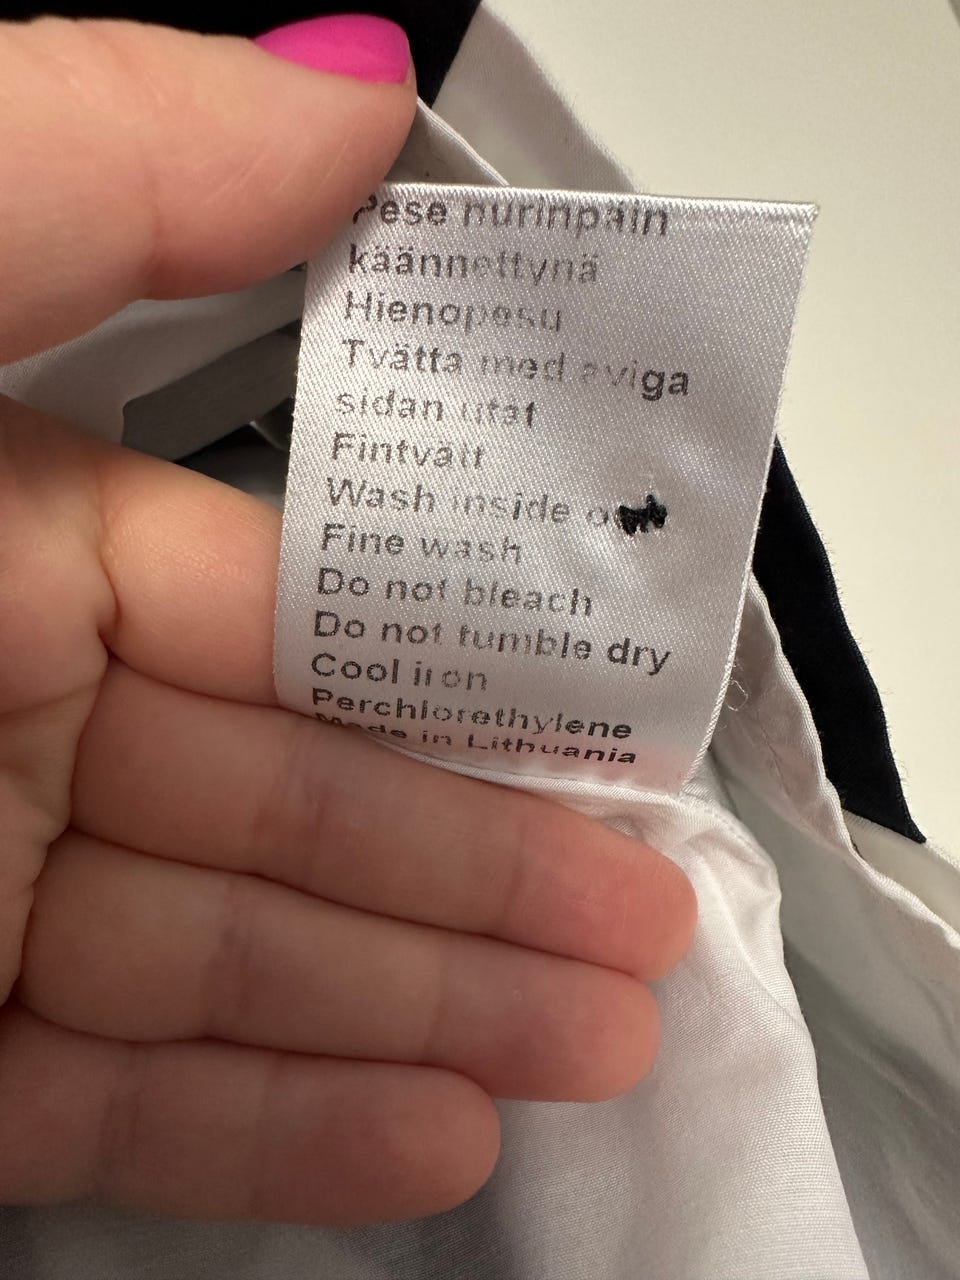 Pese nurinpäin
käännettynä
Hienopesu
Tvätta med aviga
sidan utåt
Fintvätt
Wash inside out
Fine wash
Do not bleach
Do not tumble dry
Cool iron
Perchlorethylene
Made in Lithuania